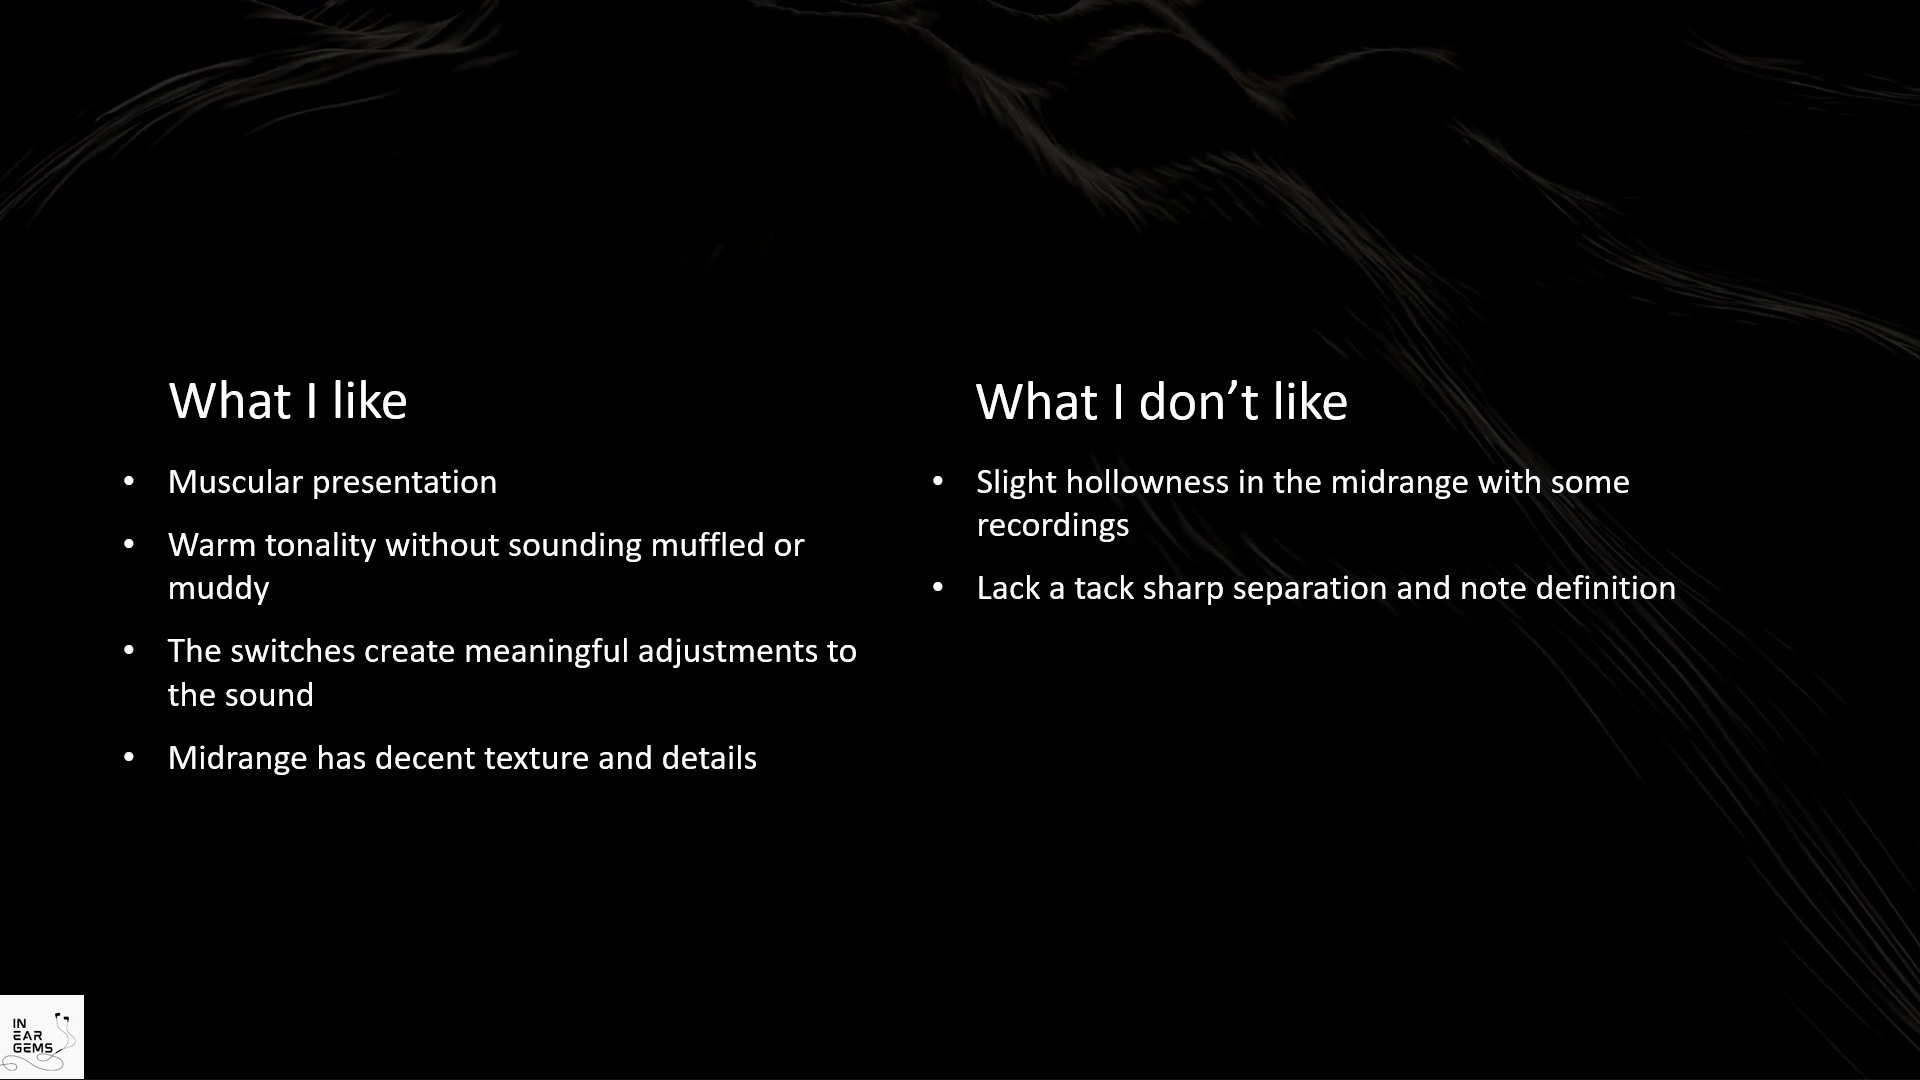 What I like
• Muscular presentation
• Warm tonality without sounding muffled or
muddy
• The switches create meaningful adjustments to
the sound
• Midrange has decent texture and details
What I don’t like
• Slight hollowness in the midrange with some
recordings
• Lack a tack sharp separation and note definition
IN
EAR
GEMS